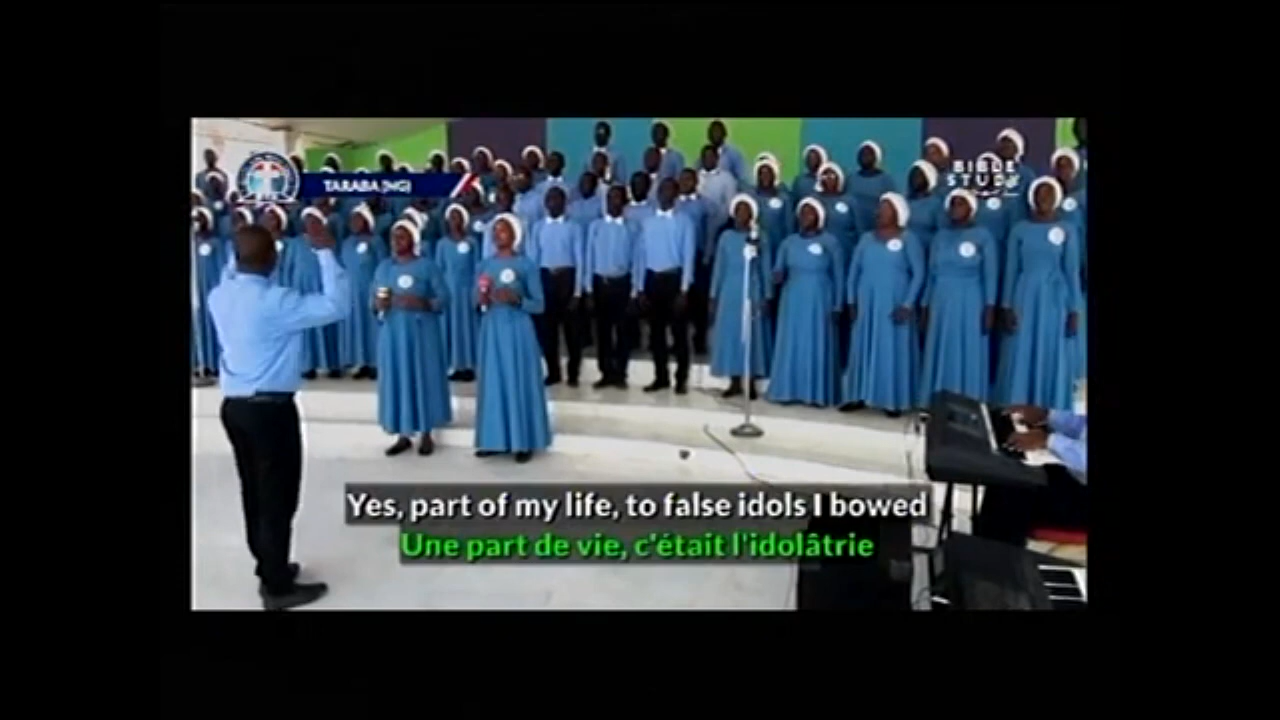 TARABA (NG)
BIBLE
STUDY
Yes, part of my life, to false idols I bowed
Une part de vie, c'était l'idolâtrie